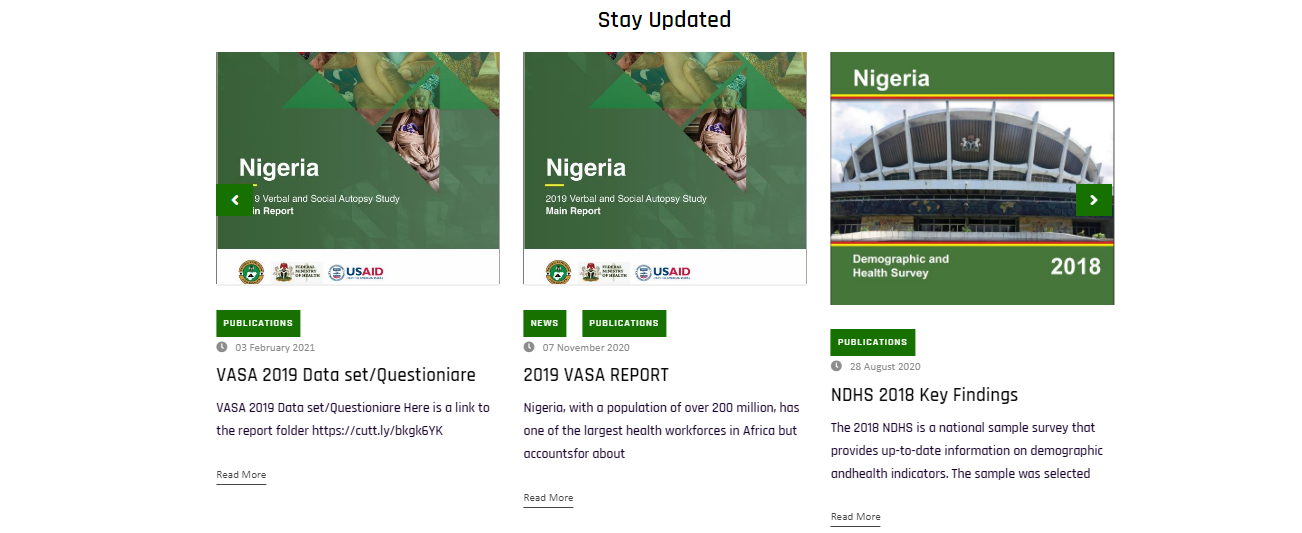 Stay Updated
Nigeria
9 Verbal and Social Autopsy Study
in Report
FEDERAL
MINISTRY
OF HEALTH
USAID
PUBLICATIONS
03 February 2021
VASA 2019 Data set/Questioniare
VASA 2019 Data set/Questioniare Here is a link to
the report folder https://cutt.ly/bkgk6YK
Read More
Nigeria
2019 Verbal and Social Autopsy Study
Main Report
FEDERAL
MINISTRY
OF HEALTH
USAID
NEWS PUBLICATIONS
07 November 2020
2019 VASA REPORT
Nigeria, with a population of over 200 million, has
one of the largest health workforces in Africa but
accountsfor about
Read More
Nigeria
Demographic and
Health Survey
2018
PUBLICATIONS
28 August 2020
NDHS 2018 Key Findings
The 2018 NDHS is a national sample survey that
provides up-to-date information on demographic
andhealth indicators. The sample was selected
Read More